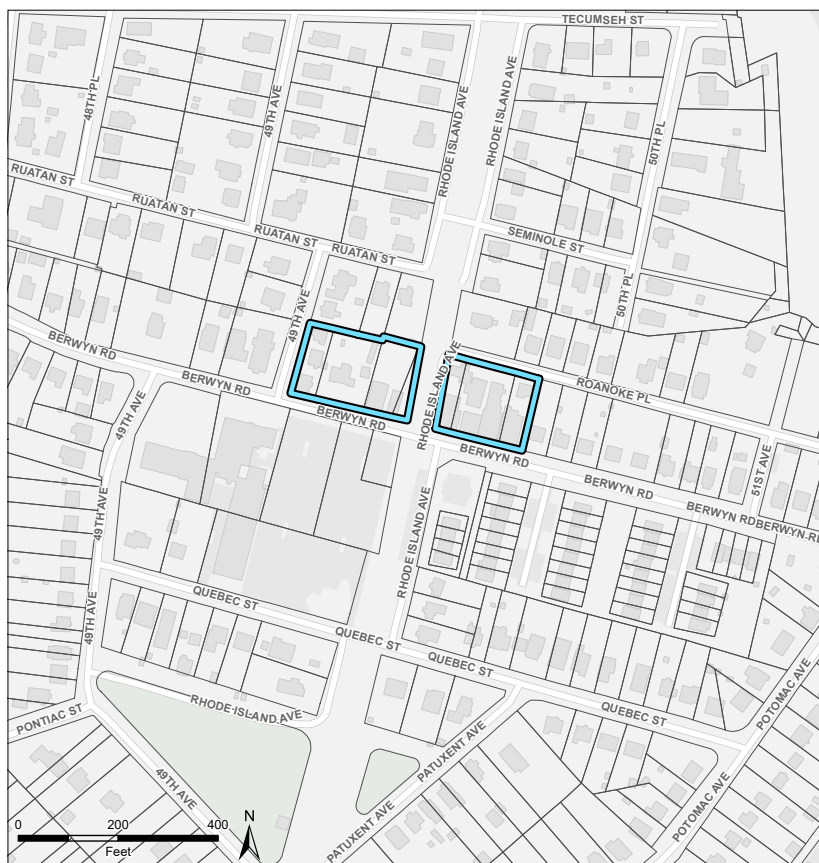 TECUMSEH ST
48TH PL
49TH AVE
RHODE ISLAND AVE
RHODE ISLAND AVE
50TH PL
RUATAN ST
RUATAN ST
RUATAN ST
RUATAN ST
SEMINOLE ST
50TH PL
49TH AVE
BERWYN RD
RHODE ISLAND AVE
BERWYN RD
ROANOKE PL
49TH AVE
BERWYN RD
BERWYN RD
51ST AVE
BERWYN RD
BERWYN RD
BERWYN RD
RHODE ISLAND AVE
49TH AVE
QUEBEC ST
49TH AVE
QUEBEC ST
QUEBEC ST
POTOMAC AVE
RHODE ISLAND AVE
QUEBEC ST
PONTIAC ST
PATUXENT AVE
49TH AVE
POTOMAC AVE
PATUXENT AVE
0 200 400
Feet
N